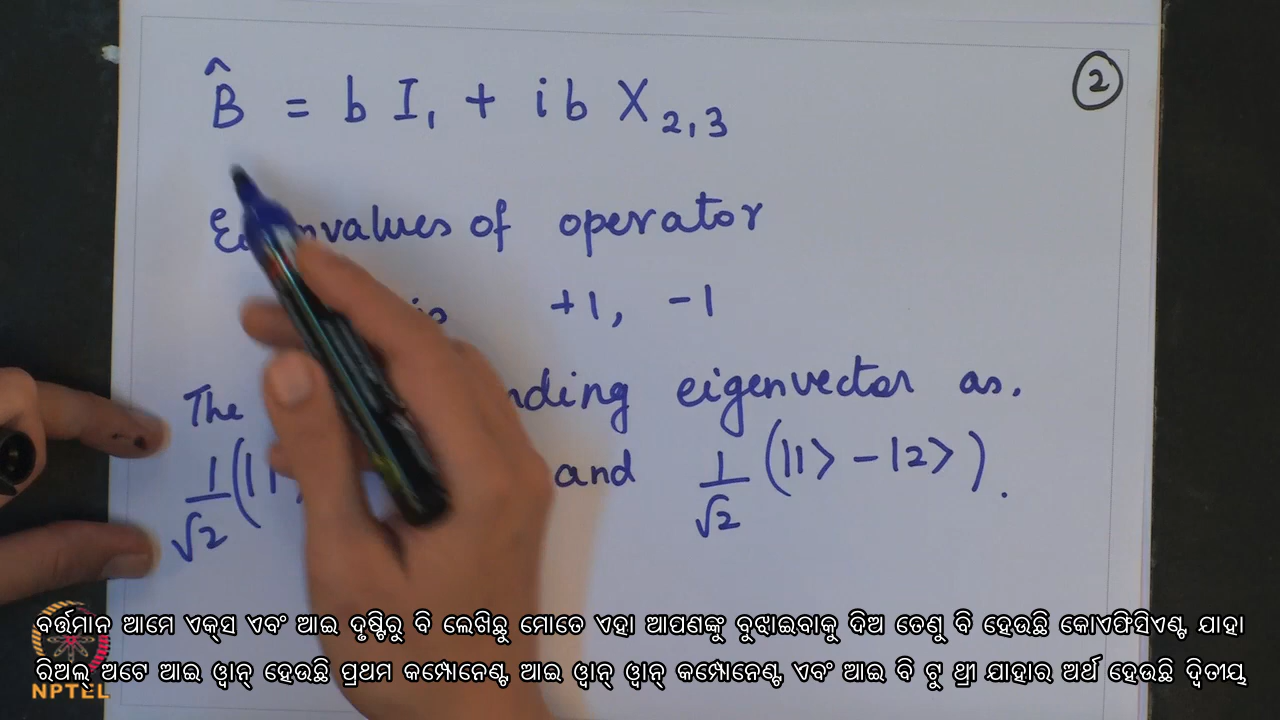 B̂ = b I₁ + i b X₂,₃
②
of operator
+1, -1
The eigenvector as.
and 1/√2 (|1> - |2>).
ବର୍ତ୍ତମାନ ଆମେ ଏକ୍ସ ଏବଂ ଆଇ ଦୃଷ୍ଟିରୁ ବି ଲେଖିଛୁ ମୋତେ ଏହା ଆପଣଙ୍କୁ ବୁଝାଇବାକୁ ଦିଅ ତେଣୁ ବି ହେଉଛି କୋଏଫିସିଏଣ୍ଟ ଯାହା
ରିଅଲ୍ ଅଟେ ଆଇ ୱାନ୍ ହେଉଛି ପ୍ରଥମ କମ୍ପୋନେଣ୍ଟ ଆଇ ୱାନ୍ ୱାନ୍ କମ୍ପୋନେଣ୍ଟ ଏବଂ ଆଇ ବି ଟୁ ଥ୍ରୀ ଯାହାର ଅର୍ଥ ହେଉଛି ଦ୍ୱିତୀୟ
NPTEL